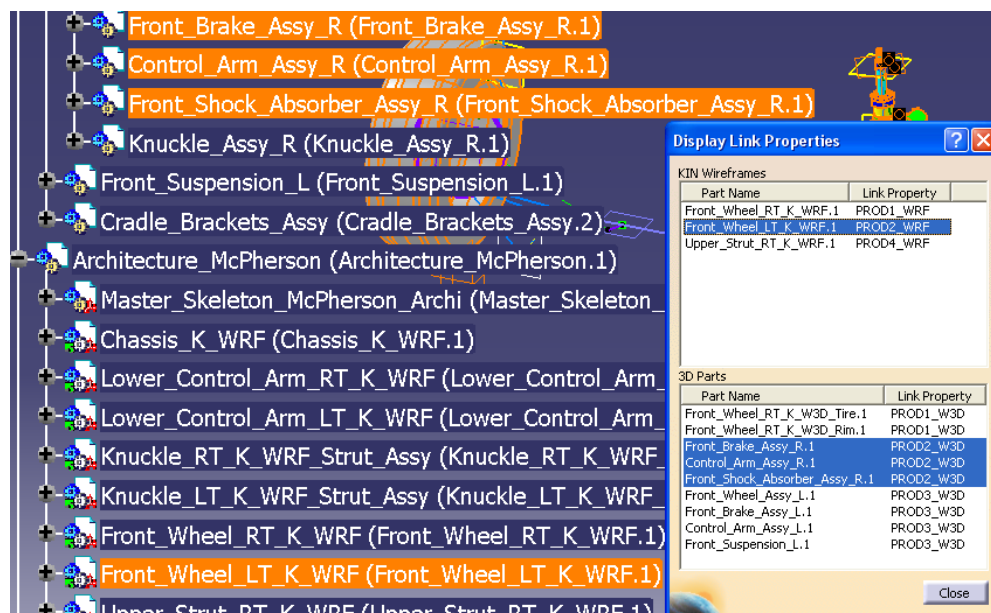 Front_Brake_Assy_R (Front_Brake_Assy_R.1)
Control_Arm_Assy_R (Control_Arm_Assy_R.1)
Front_Shock_Absorber_Assy_R (Front_Shock_Absorber_Assy_R.1)
Knuckle_Assy_R (Knuckle_Assy_R.1)
Front_Suspension_L (Front_Suspension_L.1)
Cradle_Brackets_Assy (Cradle_Brackets_Assy.2)
Architecture_McPherson (Architecture_McPherson.1)
Master_Skeleton_McPherson_Archi (Master_Skeleton_
Chassis_K_WRF (Chassis_K_WRF.1)
Lower_Control_Arm_RT_K_WRF (Lower_Control_Arm_
Lower_Control_Arm_LT_K_WRF (Lower_Control_Arm_
Knuckle_RT_K_WRF_Strut_Assy (Knuckle_RT_K_WRF_
Knuckle_LT_K_WRF_Strut_Assy (Knuckle_LT_K_WRF_
Front_Wheel_RT_K_WRF (Front_Wheel_RT_K_WRF.1)
Front_Wheel_LT_K_WRF (Front_Wheel_LT_K_WRF.1)
Upper_Strut_RT_K_WRF (Upper_Strut_RT_K_WRF.1)
Display Link Properties
KIN Wireframes
Part Name Link Property
Front_Wheel_RT_K_WRF.1 PROD1_WRF
Front_Wheel_LT_K_WRF.1 PROD2_WRF
Upper_Strut_RT_K_WRF.1 PROD4_WRF
3D Parts
Part Name Link Property
Front_Wheel_RT_K_W3D_Tire.1 PROD1_W3D
Front_Wheel_RT_K_W3D_Rim.1 PROD1_W3D
Front_Brake_Assy_R.1 PROD2_W3D
Control_Arm_Assy_R.1 PROD2_W3D
Front_Shock_Absorber_Assy_R.1 PROD2_W3D
Front_Wheel_Assy_L.1 PROD3_W3D
Front_Brake_Assy_L.1 PROD3_W3D
Control_Arm_Assy_L.1 PROD3_W3D
Front_Suspension_L.1 PROD3_W3D
Close